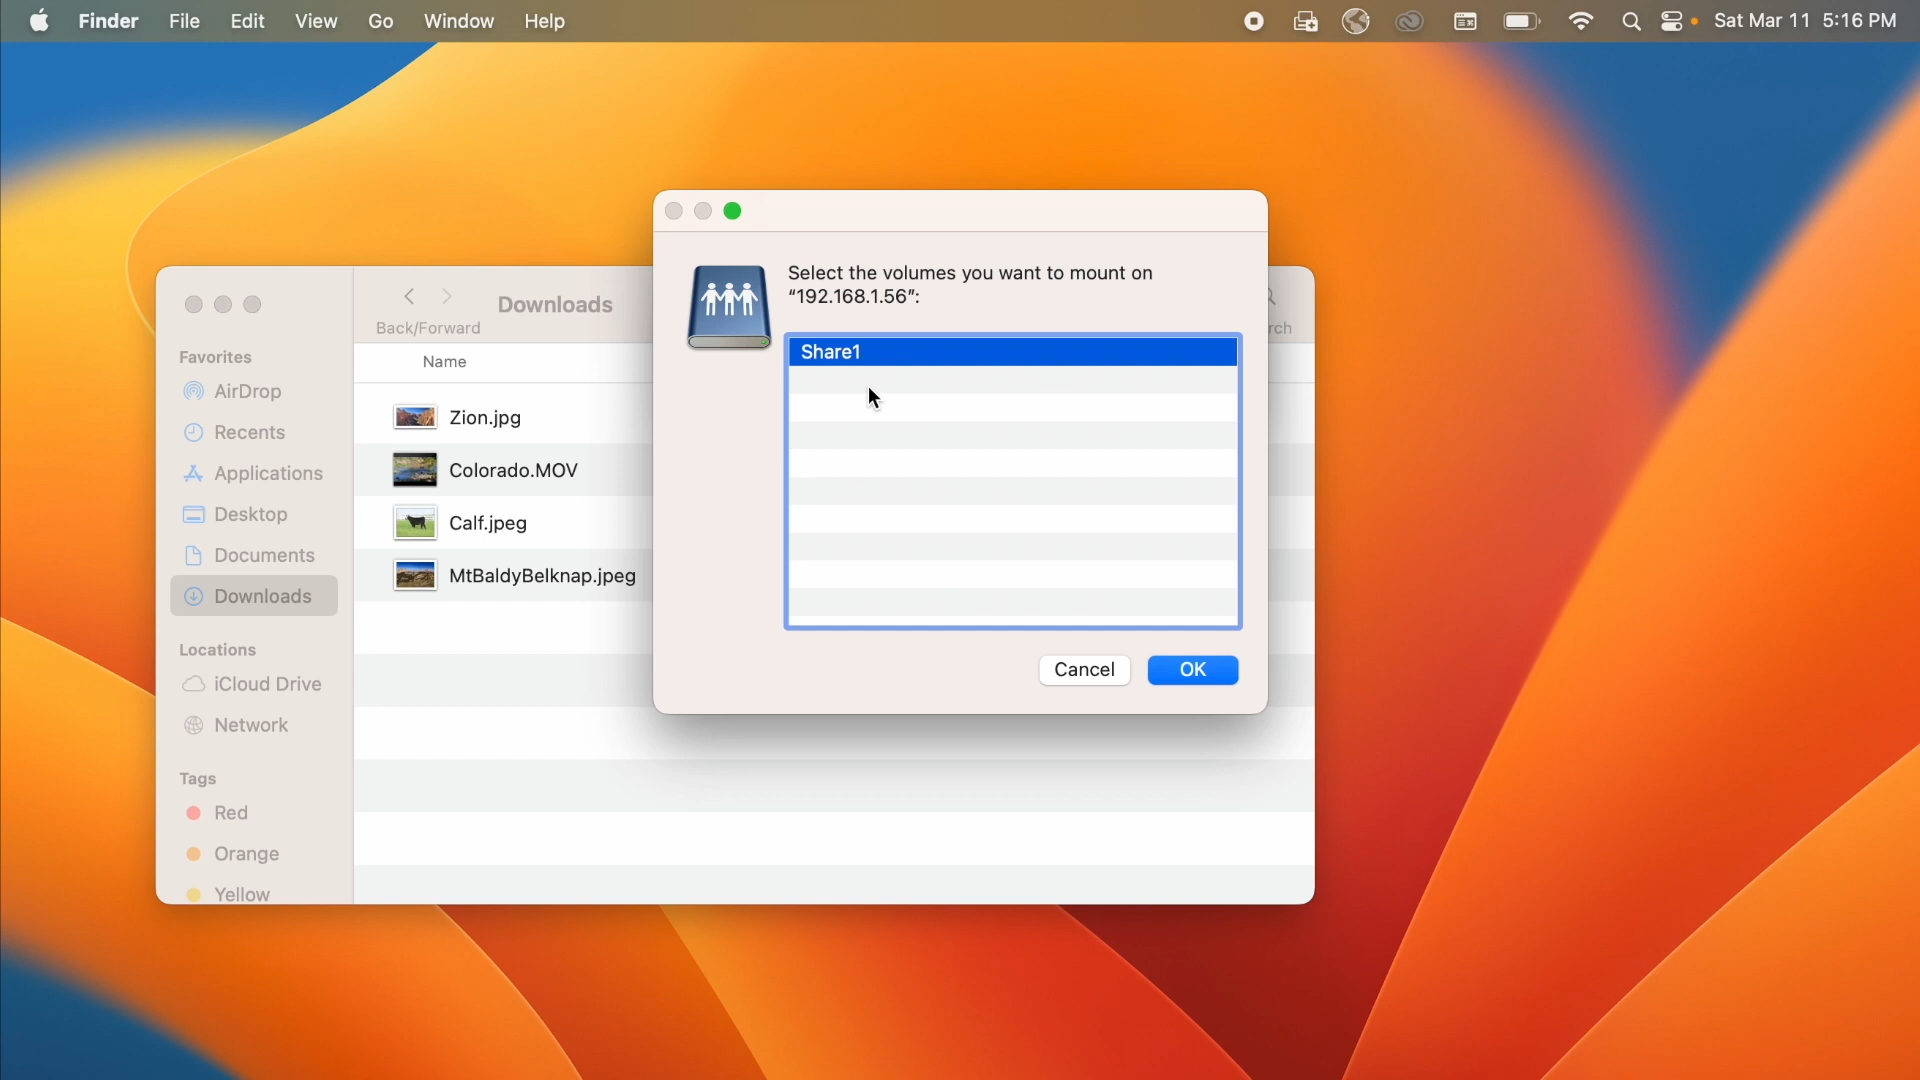 Finder File Edit View Go Window Help Sat Mar 11 5:16 PM
Select the volumes you want to mount on
“192.168.1.56”:
Share1
Cancel OK
Back/Forward
Downloads
rch
Name
Favorites
AirDrop
Recents
Applications
Desktop
Documents
Downloads
Locations
iCloud Drive
Network
Tags
Red
Orange
Yellow
Zion.jpg
Colorado.MOV
Calf.jpeg
MtBaldyBelknap.jpeg